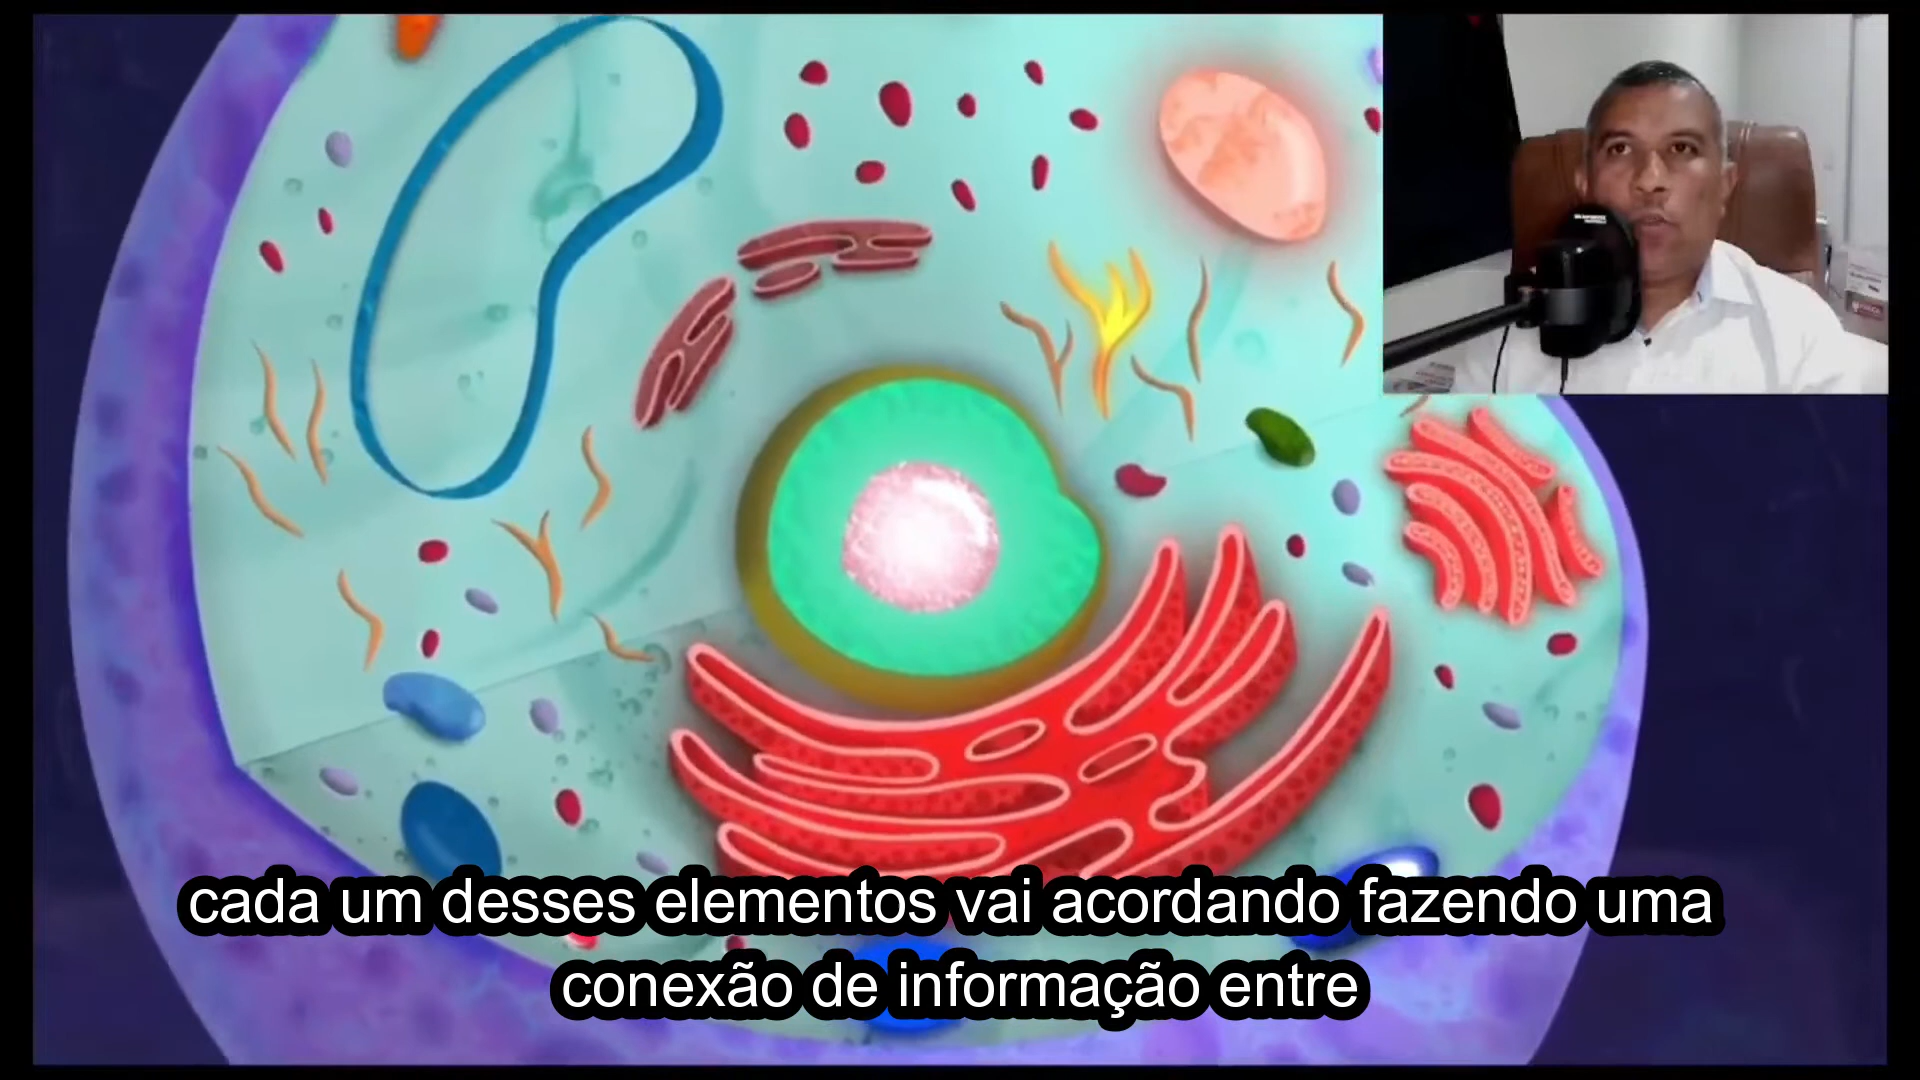 cada um desses elementos vai acordando fazendo uma
conexão de informação entre